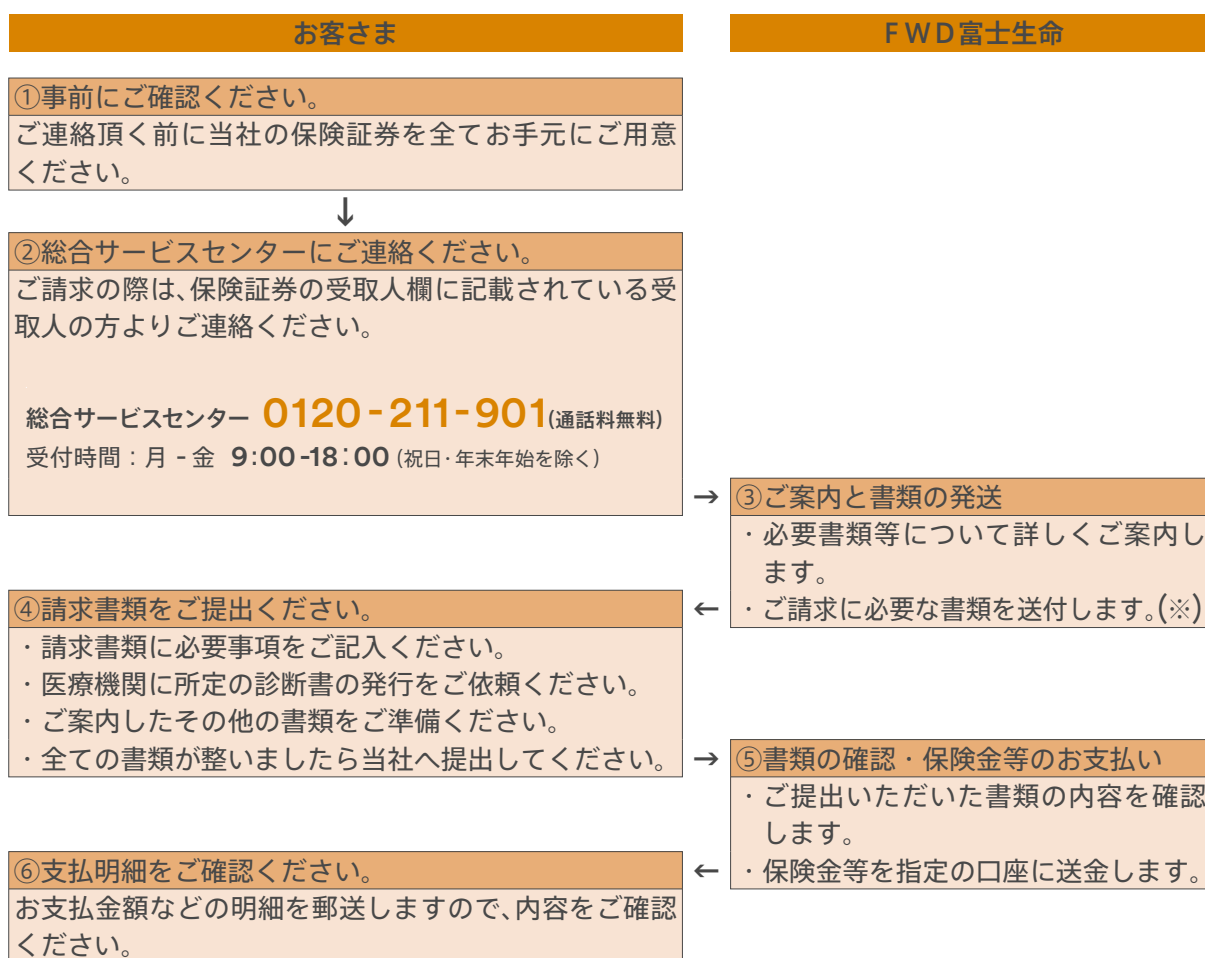 お客さま
FWD富士生命
①事前にご確認ください。
ご連絡頂く前に当社の保険証券を全てお手元にご用意
ください。
↓
②総合サービスセンターにご連絡ください。
ご請求の際は、保険証券の受取人欄に記載されている受
取人の方よりご連絡ください。
総合サービスセンター 0120-211-901(通話料無料)
受付時間：月-金 9:00-18:00(祝日・年末年始を除く)
→
③ご案内と書類の発送
・必要書類等について詳しくご案内し
ます。
・ご請求に必要な書類を送付します。(※)
←
④請求書類をご提出ください。
・請求書類に必要事項をご記入ください。
・医療機関に所定の診断書の発行をご依頼ください。
・ご案内したその他の書類をご準備ください。
・全ての書類が整いましたら当社へ提出してください。
→
⑤書類の確認・保険金等のお支払い
・ご提出いただいた書類の内容を確認
します。
・保険金等を指定の口座に送金します。
←
⑥支払明細をご確認ください。
お支払金額などの明細を郵送しますので、内容をご確認
ください。